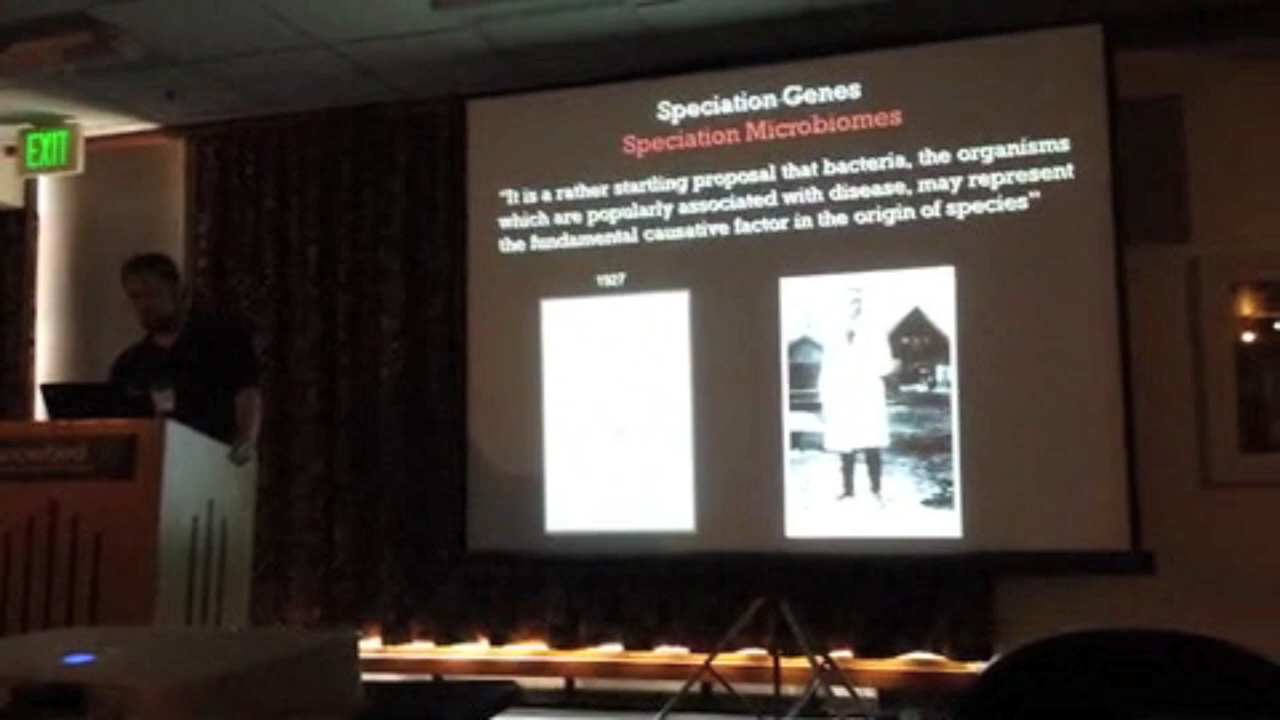 EXIT
Speciation Genes
Speciation Microbiomes
"It is a rather startling proposal that bacteria, the organisms
which are popularly associated with disease, may represent
the fundamental causative factor in the origin of species"
1927